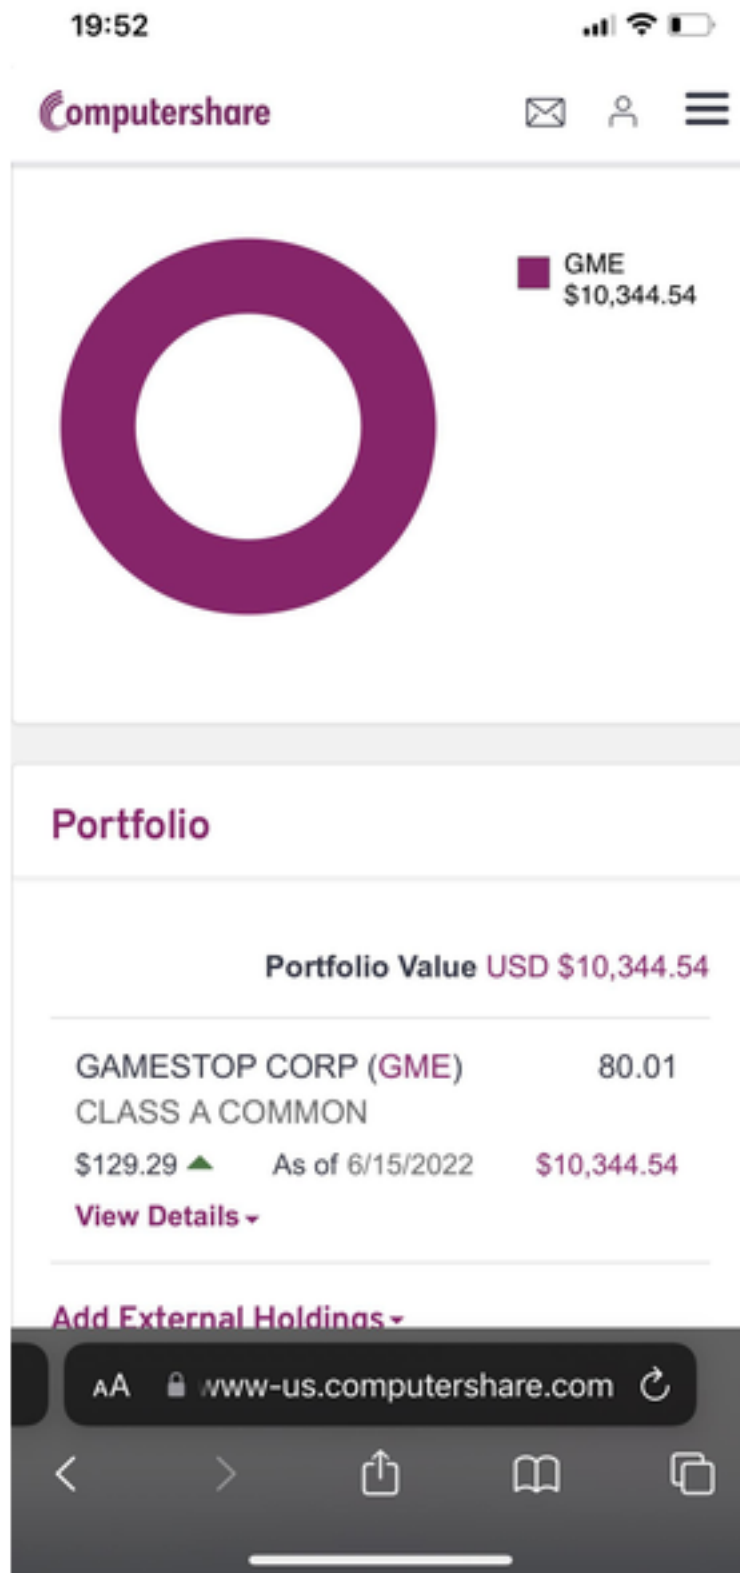 19:52
Computershare
GME
$10,344.54
Portfolio
Portfolio Value USD $10,344.54
GAMESTOP CORP (GME) 80.01
CLASS A COMMON
$129.29 As of 6/15/2022 $10,344.54
View Details
Add External Holdings
AA www-us.computershare.com